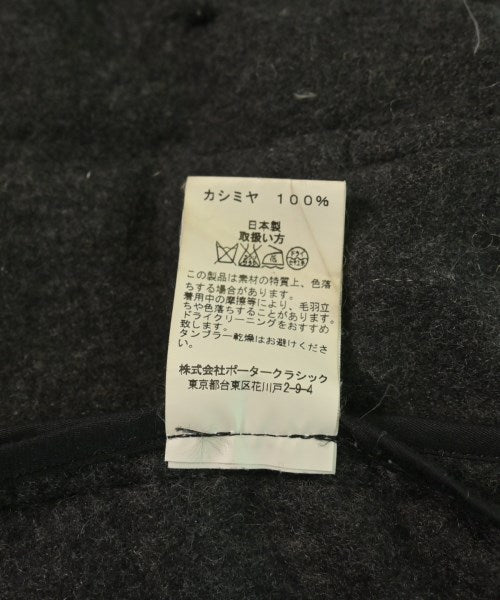 カシミヤ 100%
日本製
取扱い方
この製品は素材の特質上、色落
ちする場合があります。
着用中の摩擦等により、毛羽立
ちや色落ちすることがあります。
ドライクリーニングをおすすめ
致します。
タンブラー乾燥はお避けくださ
い。
株式会社ポータークラシック
東京都台東区花川戸2-9-4